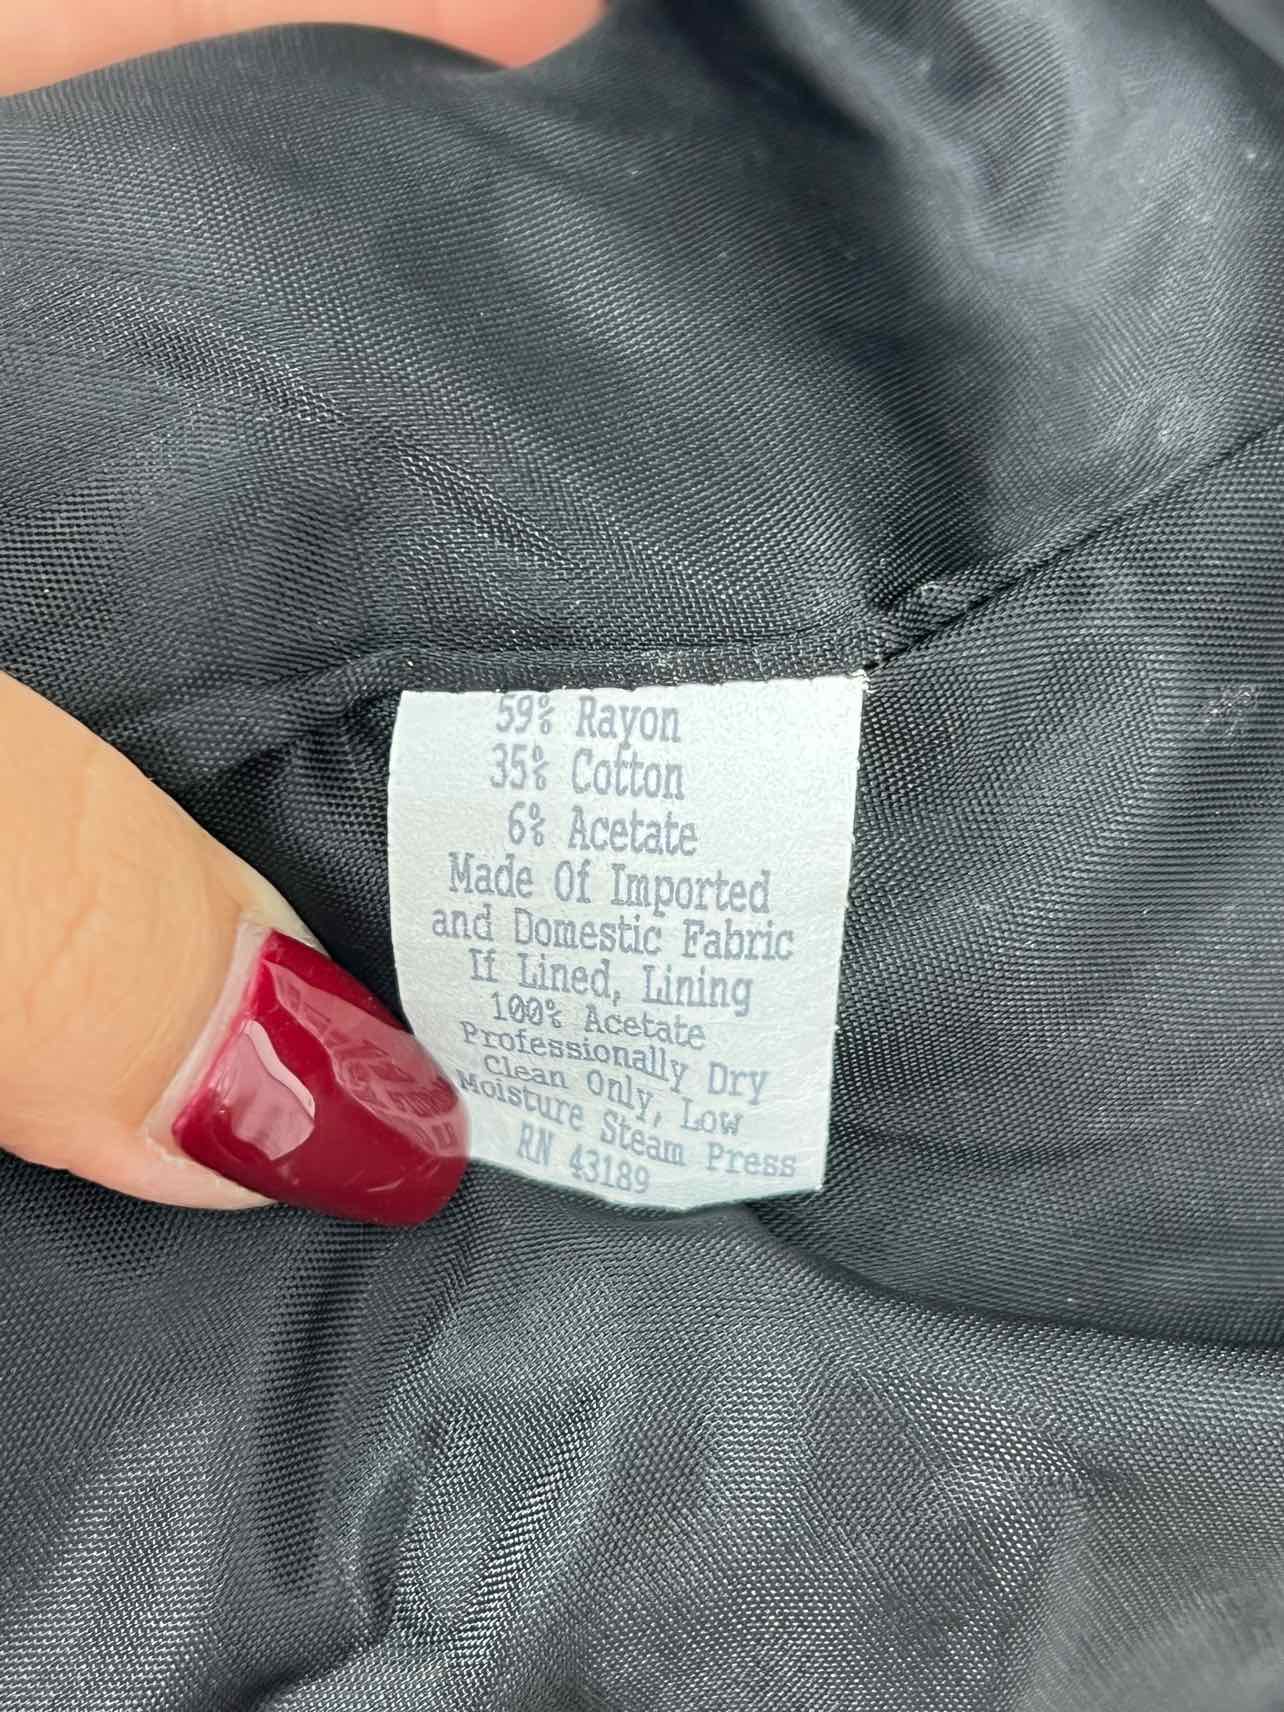 59% Rayon
35% Cotton
6% Acetate
Made Of Imported
and Domestic Fabric
If Lined, Lining
100% Acetate
Professionally Dry
Clean Only, Low
Moisture Steam Press
RN 43189